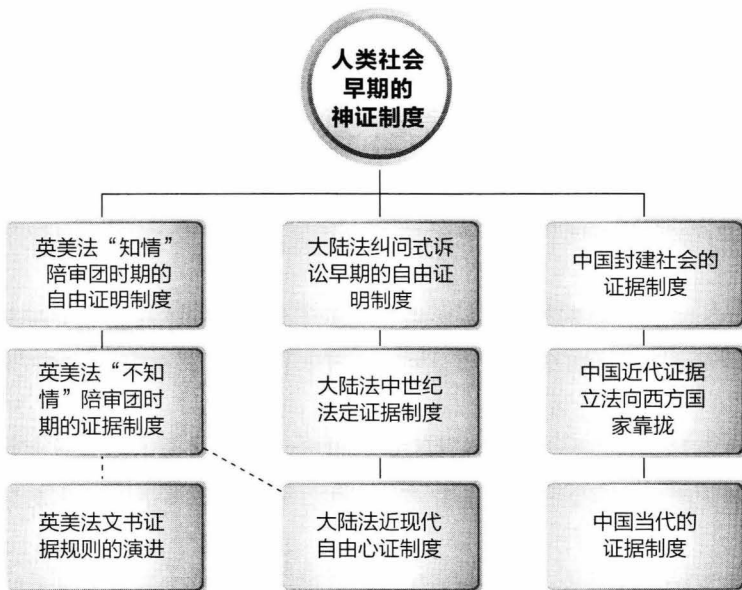 人类社会
早期的
神证制度
英美法“知情”
陪审团时期的
自由证明制度
大陆法纠问式诉
讼早期的自由证
明制度
中国封建社会的
证据制度
英美法“不知
情”陪审团时
期的证据制度
大陆法中世纪
法定证据制度
中国近代证据
立法向西方国
家靠拢
英美法文书证
据规则的演进
大陆法近现代
自由心证制度
中国当代的
证据制度